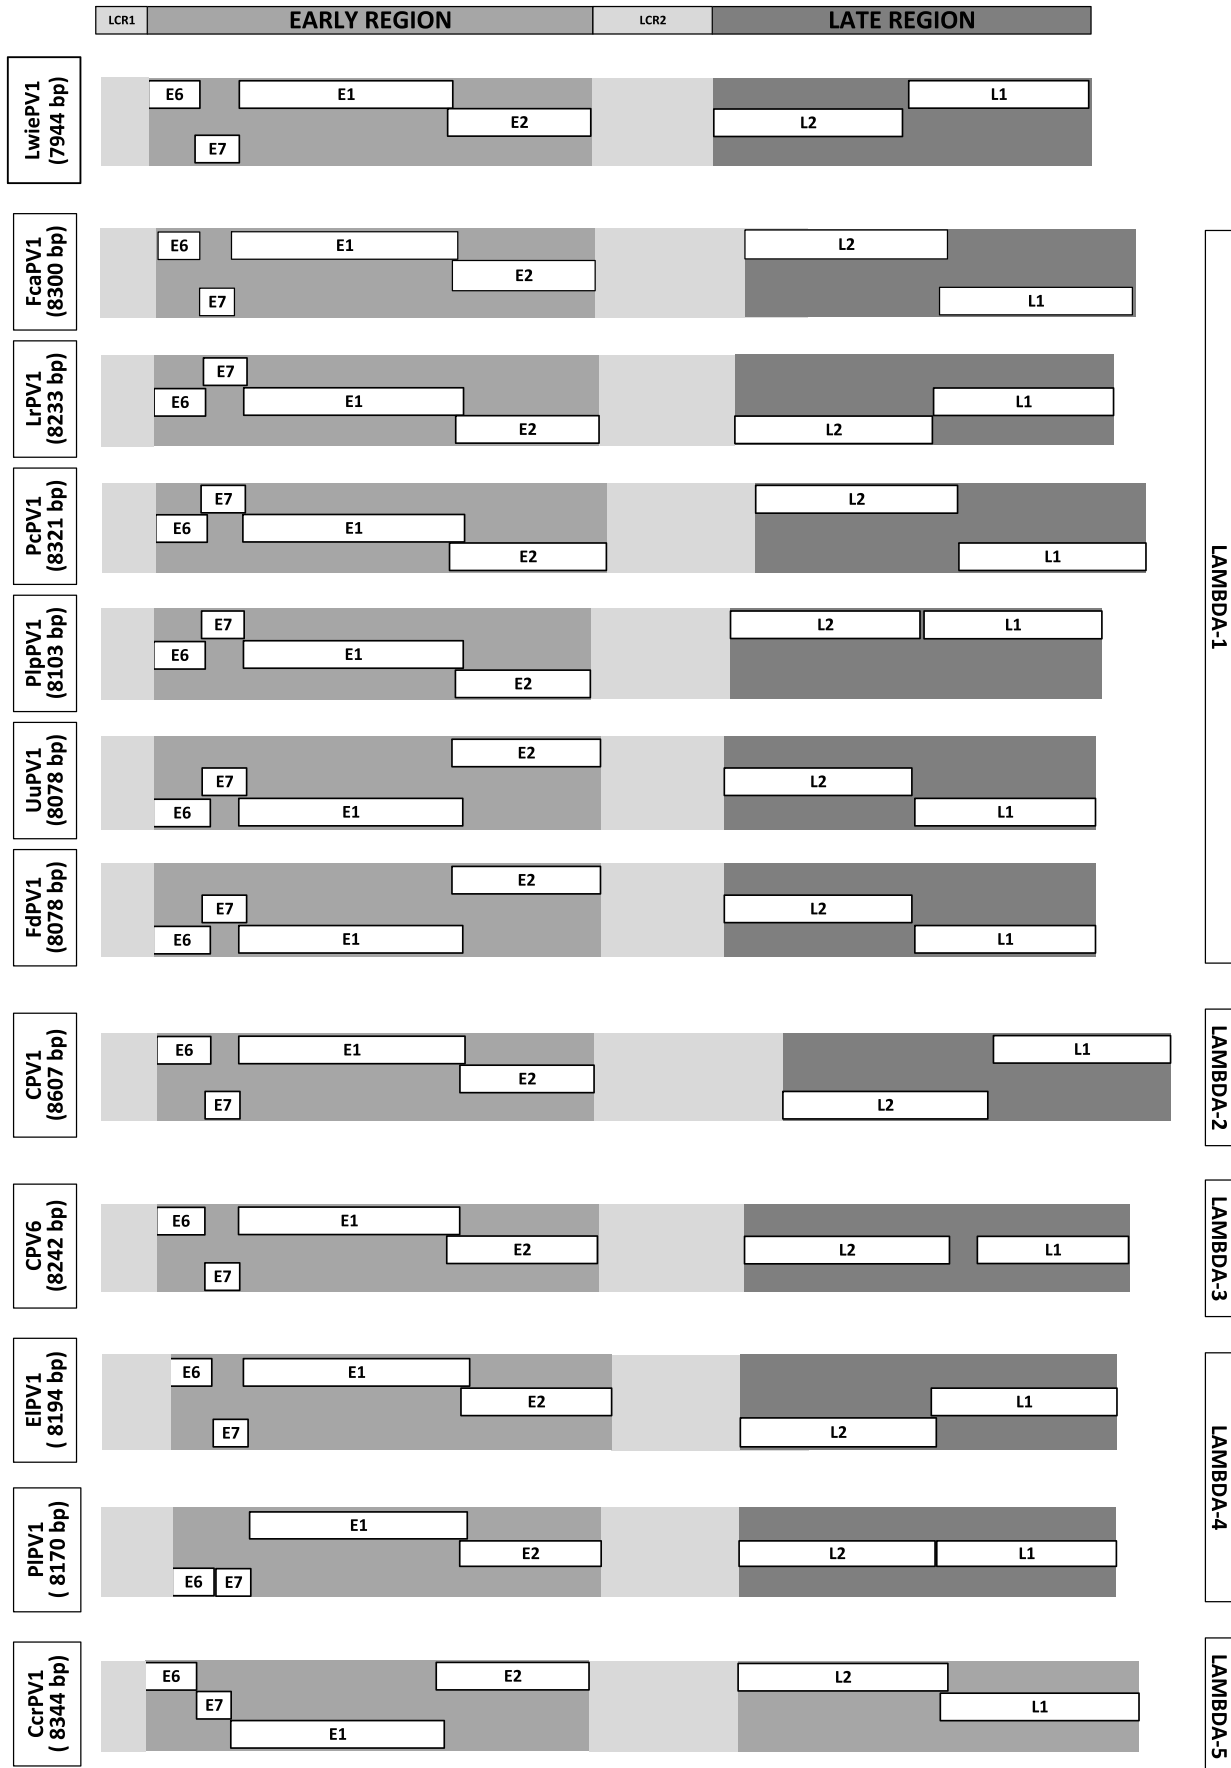 LCR1 EARLY REGION LCR2 LATE REGION
LwiePV1
(7944 bp)
E6 E1 L1
E2 L2
E7
FcaPV1
(8300 bp)
E6 E1 L2
E2
E7 L1
LrPV1
(8233 bp)
E7
E6 E1 L1
E2 L2
PcPV1
(8321 bp)
E7 L2
E6 E1
E2 L1
PlpPV1
(8103 bp)
E7 L2 L1
E6 E1
E2
UuPV1
(8078 bp)
E2
E7 L2
E6 E1 L1
FdPV1
(8078 bp)
E2
E7 L2
E6 E1 L1
LAMBDA-1
CPV1
(8607 bp)
E6 E1 L1
E2
E7 L2
LAMBDA-2
CPV6
(8242 bp)
E6 E1
E2 L2 L1
E7
LAMBDA-3
ElPV1
( 8194 bp)
E6 E1
E2 L1
E7 L2
PlPV1
( 8170 bp)
E1
E2 L2 L1
E6 E7
LAMBDA-4
CcrPV1
( 8344 bp)
E6 E2 L2
E7 L1
E1
LAMBDA-5